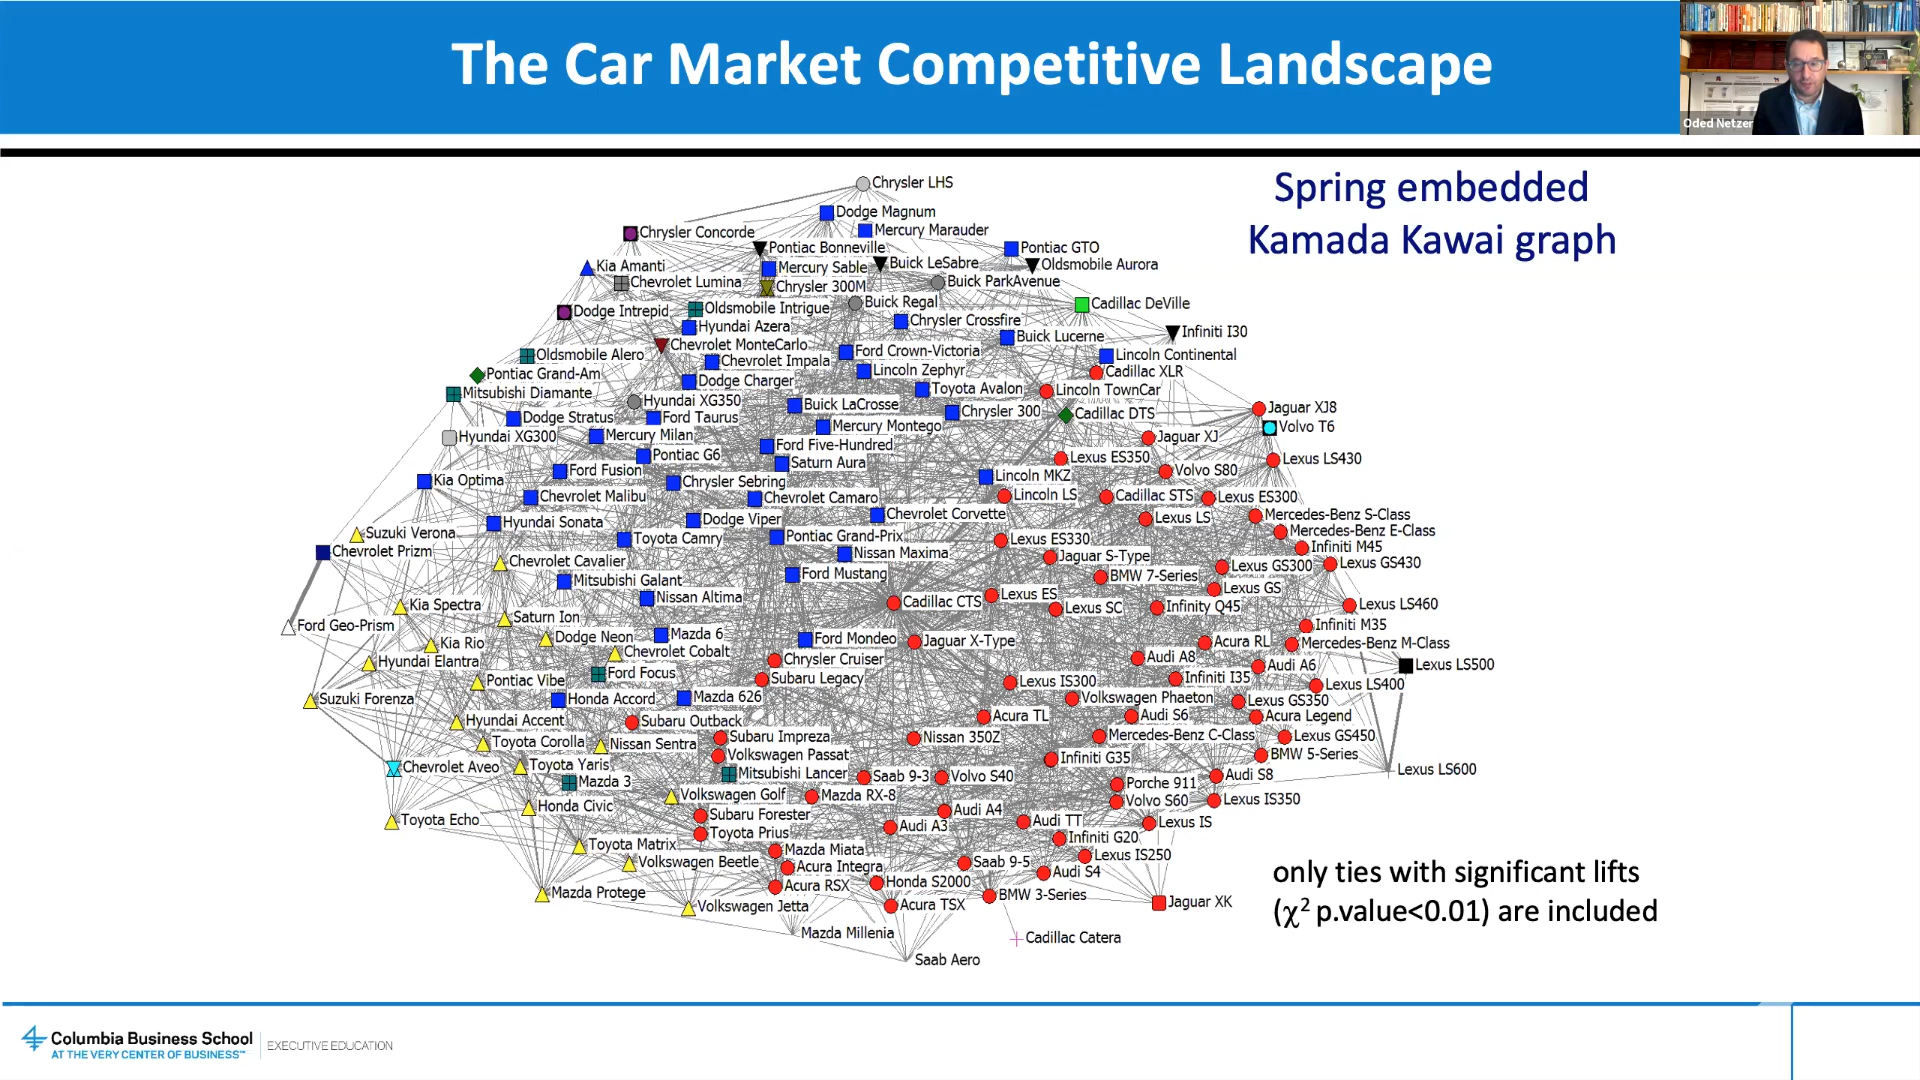 The Car Market Competitive Landscape
Oded Netzer
Spring embedded
Kamada Kawai graph
Chrysler LHS
Dodge Magnum
Mercury Marauder
Chrysler Concorde
Pontiac Bonneville
Pontiac GTO
Kia Amanti
Mercury Sable
Buick LeSabre
Oldsmobile Aurora
Chevrolet Lumina
Chrysler 300M
Buick ParkAvenue
Dodge Intrepid
Oldsmobile Intrigue
Buick Regal
Cadillac DeVille
Hyundai Azera
Chrysler Crossfire
Infiniti I30
Chevrolet MonteCarlo
Buick Lucerne
Oldsmobile Alero
Chevrolet Impala
Ford Crown-Victoria
Lincoln Continental
Pontiac Grand-Am
Dodge Charger
Lincoln Zephyr
Cadillac XLR
Mitsubishi Diamante
Hyundai XG350
Toyota Avalon
Lincoln TownCar
Dodge Stratus
Ford Taurus
Buick LaCrosse
Chrysler 300
Cadillac DTS
Jaguar XJ8
Hyundai XG300
Mercury Milan
Mercury Montego
Jaguar XJ
Volvo T6
Pontiac G6
Ford Five-Hundred
Lexus ES350
Lexus LS430
Ford Fusion
Saturn Aura
Volvo S80
Kia Optima
Chrysler Sebring
Lincoln MKZ
Chevrolet Malibu
Chevrolet Camaro
Lincoln LS
Cadillac STS
Lexus ES300
Hyundai Sonata
Dodge Viper
Chevrolet Corvette
Lexus LS
Mercedes-Benz S-Class
Suzuki Verona
Toyota Camry
Pontiac Grand-Prix
Lexus ES330
Mercedes-Benz E-Class
Chevrolet Prizm
Nissan Maxima
Jaguar S-Type
Infiniti M45
Chevrolet Cavalier
Lexus GS300
Lexus GS430
Mitsubishi Galant
Ford Mustang
BMW 7-Series
Lexus GS
Nissan Altima
Cadillac CTS
Lexus ES
Kia Spectra
Lexus SC
Infinity Q45
Lexus LS460
Ford Geo-Prism
Saturn Ion
Infiniti M35
Dodge Neon
Mazda 6
Ford Mondeo
Jaguar X-Type
Acura RL
Mercedes-Benz M-Class
Kia Rio
Chevrolet Cobalt
Hyundai Elantra
Chrysler Cruiser
Audi A8
Audi A6
Lexus LS500
Ford Focus
Subaru Legacy
Pontiac Vibe
Lexus IS300
Infiniti I35
Lexus LS400
Suzuki Forenza
Honda Accord
Mazda 626
Volkswagen Phaeton
Lexus GS350
Hyundai Accent
Subaru Outback
Acura TL
Audi S6
Acura Legend
Toyota Corolla
Nissan Sentra
Subaru Impreza
Nissan 350Z
Mercedes-Benz C-Class
Lexus GS450
Volkswagen Passat
Infiniti G35
BMW 5-Series
Chevrolet Aveo
Toyota Yaris
Mitsubishi Lancer
Saab 9-3
Volvo S40
Audi S8
Lexus LS600
Mazda 3
Porche 911
Volkswagen Golf
Mazda RX-8
Volvo S60
Lexus IS350
Honda Civic
Subaru Forester
Audi A4
Toyota Echo
Toyota Prius
Audi A3
Audi TT
Lexus IS
Toyota Matrix
Mazda Miata
Infiniti G20
Volkswagen Beetle
Acura Integra
Saab 9-5
Lexus IS250
Audi S4
Mazda Protege
Acura RSX
Honda S2000
BMW 3-Series
Volkswagen Jetta
Acura TSX
Jaguar XK
Mazda Millenia
Cadillac Catera
Saab Aero
only ties with significant lifts
(χ² p.value<0.01) are included
Columbia Business School
AT THE VERY CENTER OF BUSINESS™
EXECUTIVE EDUCATION